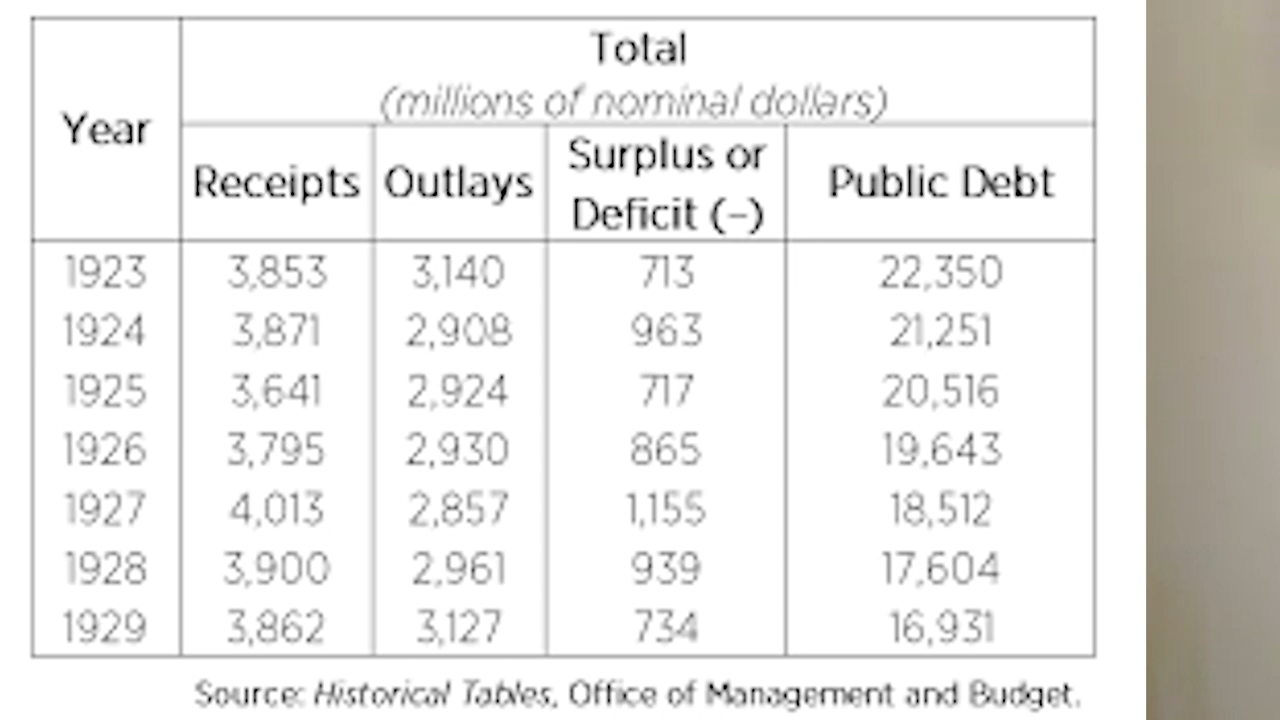 Total
(millions of nominal dollars)
Year
Receipts Outlays Surplus or Deficit (–) Public Debt
1923 3,853 3,140 713 22,350
1924 3,871 2,908 963 21,251
1925 3,641 2,924 717 20,516
1926 3,795 2,930 865 19,643
1927 4,013 2,857 1,155 18,512
1928 3,900 2,961 939 17,604
1929 3,862 3,127 734 16,931
Source: Historical Tables, Office of Management and Budget.